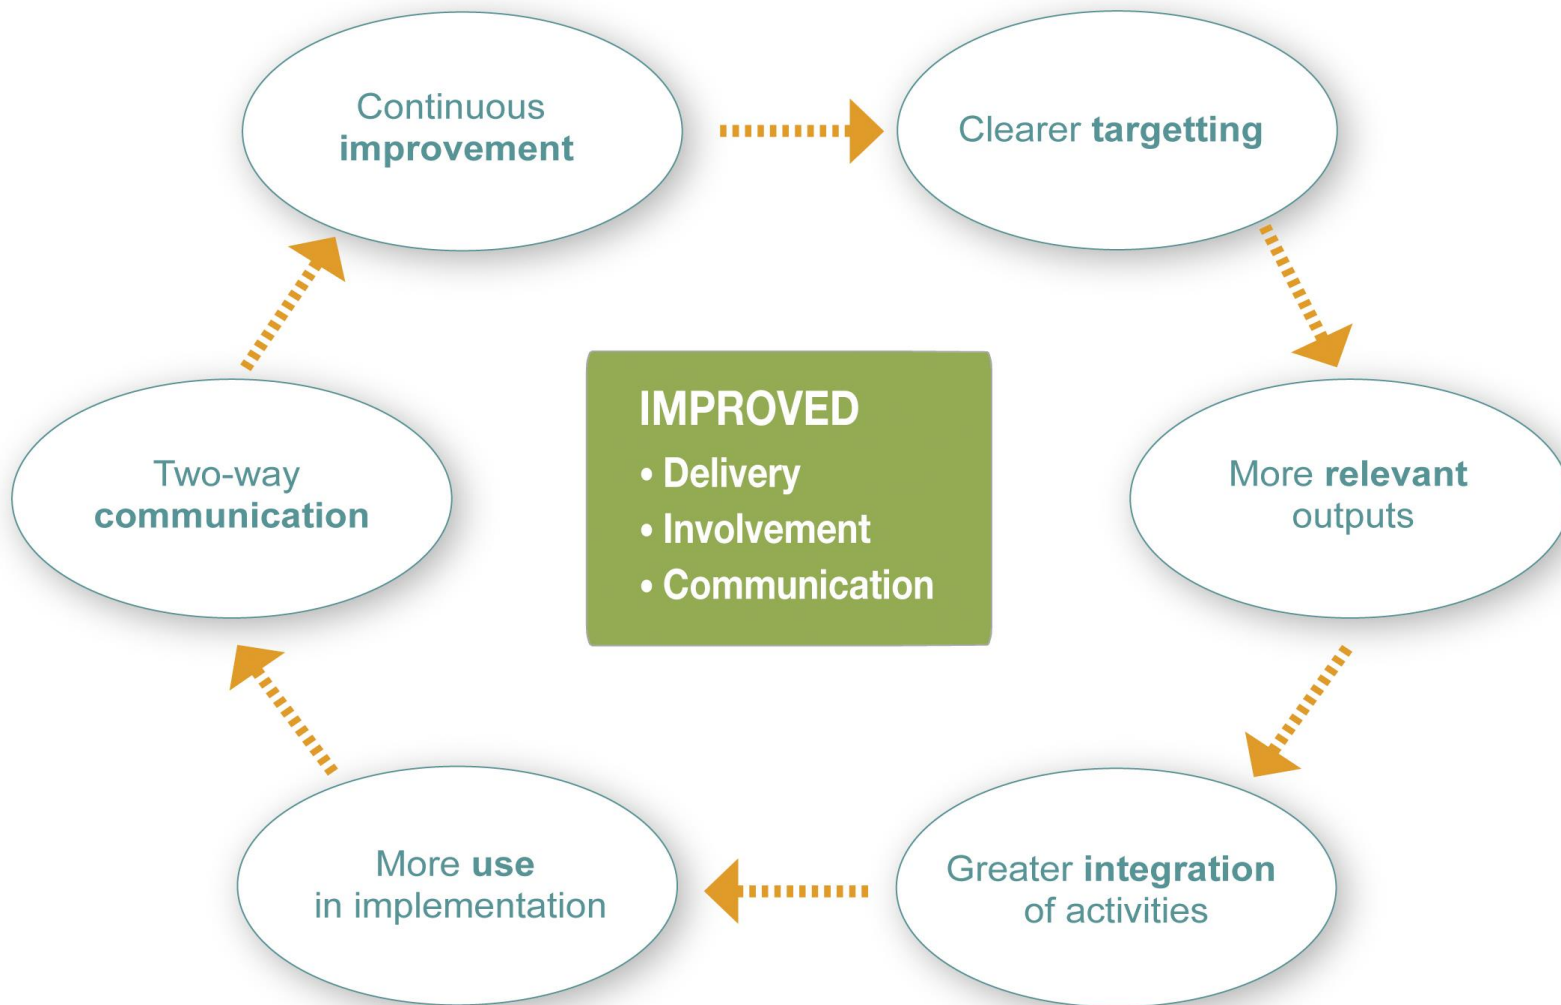 Continuous
improvement
Clearer targetting
More relevant
outputs
Greater integration
of activities
More use
in implementation
Two-way
communication
IMPROVED
• Delivery
• Involvement
• Communication